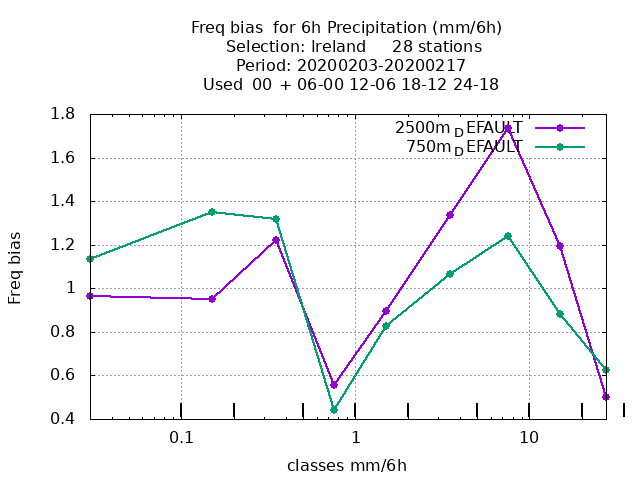 Freq bias  for 6h Precipitation (mm/6h)
Selection: Ireland     28 stations
Period: 20200203-20200217
Used  00  + 06-00 12-06 18-12 24-18
1.8
1.6
1.4
1.2
1
0.8
0.6
0.4
Freq bias
2500m_DEFAULT
750m_DEFAULT
0.1
1
10
classes mm/6h